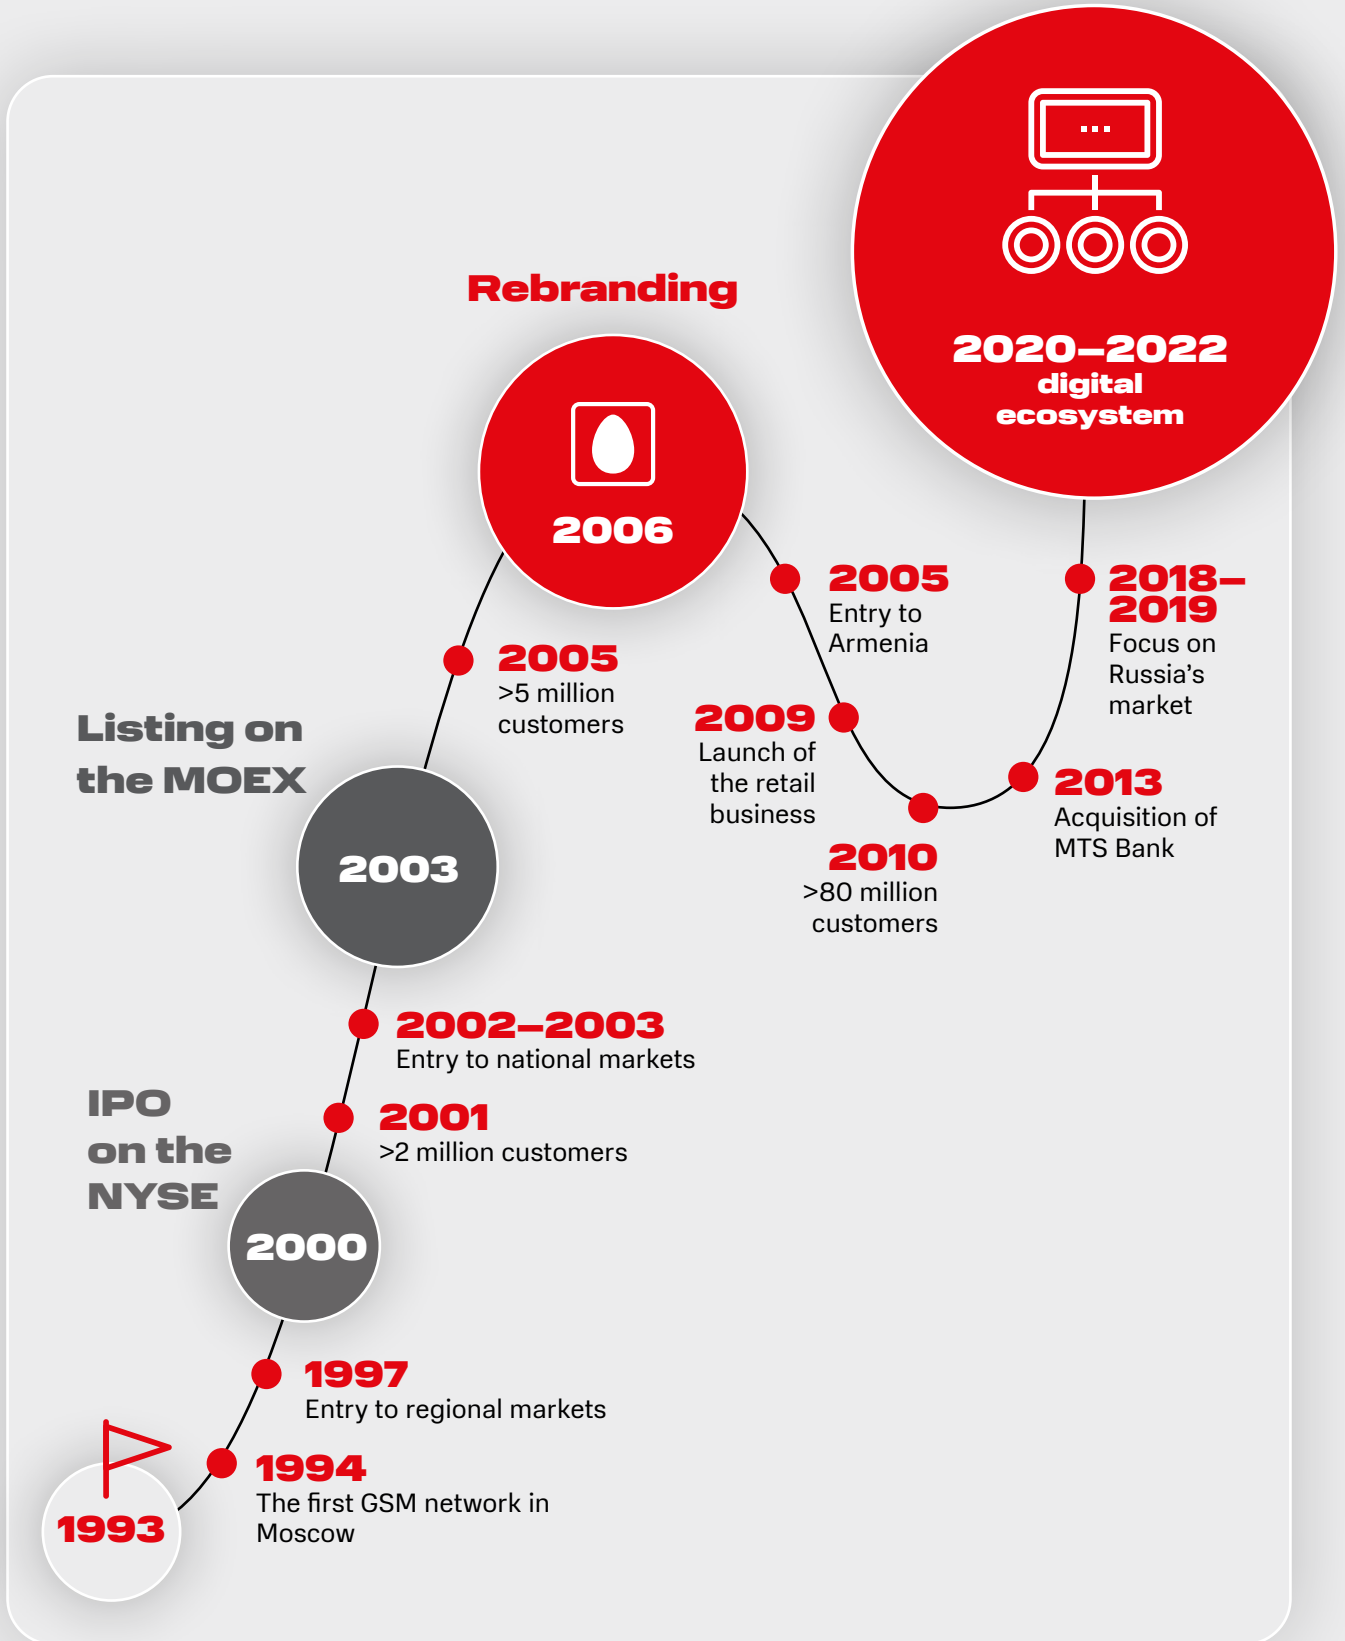 2020–2022
digital
ecosystem
Rebranding
2006
2005
Entry to
Armenia
2018–
2019
Focus on
Russia’s
market
2005
>5 million
customers
2009
Launch of
the retail
business
2013
Acquisition of
MTS Bank
2010
>80 million
customers
Listing on
the MOEX
2003
2002–2003
Entry to national markets
2001
>2 million customers
IPO
on the
NYSE
2000
1997
Entry to regional markets
1994
The first GSM network in
Moscow
1993